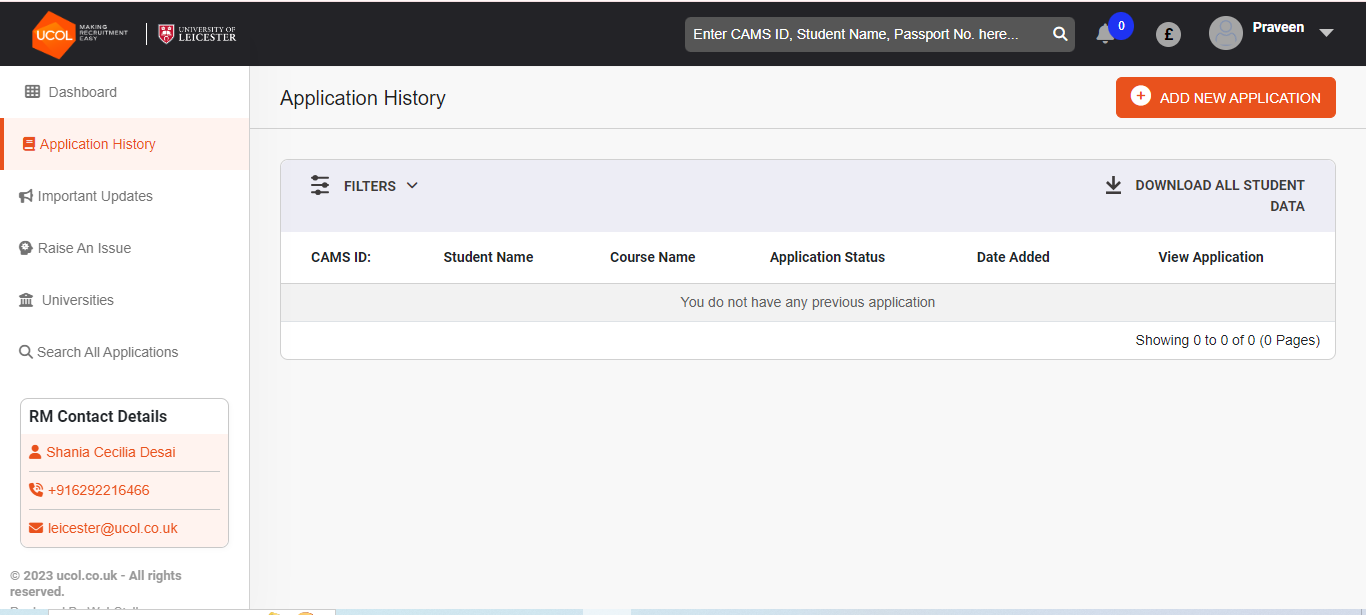 UCOL
MAKING
RECRUITMENT
EASY
UNIVERSITY OF
LEICESTER
Enter CAMS ID, Student Name, Passport No. here...
0
£
Praveen
Dashboard
Application History
Important Updates
Raise An Issue
Universities
Search All Applications
RM Contact Details
Shania Cecilia Desai
+916292216466
leicester@ucol.co.uk
© 2023 ucol.co.uk - All rights
reserved.
Application History
ADD NEW APPLICATION
FILTERS
DOWNLOAD ALL STUDENT
DATA
CAMS ID: Student Name Course Name Application Status Date Added View Application
You do not have any previous application
Showing 0 to 0 of 0 (0 Pages)